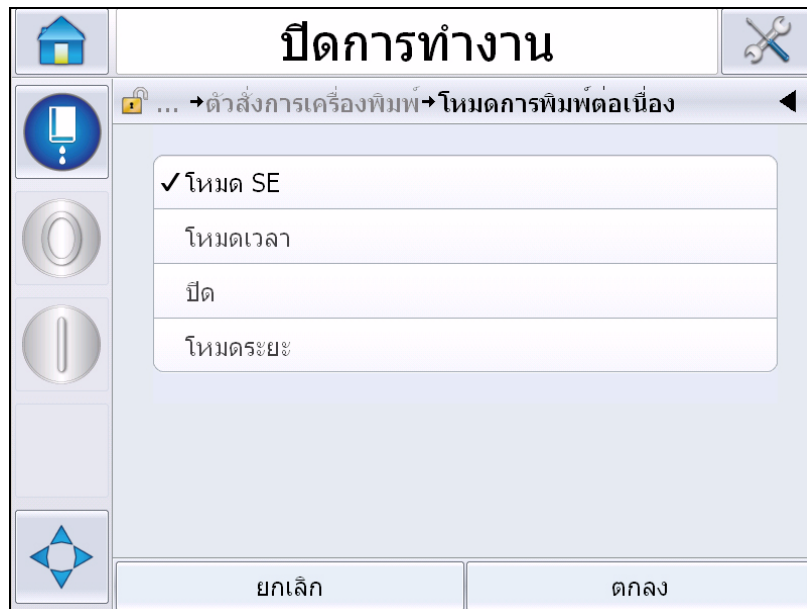 ปิดการทำงาน
... →ตัวสั่งการเครื่องพิมพ์→โหมดการพิมพ์ต่อเนื่อง
✓โหมด SE
โหมดเวลา
ปิด
โหมดระยะ
ยกเลิก ตกลง